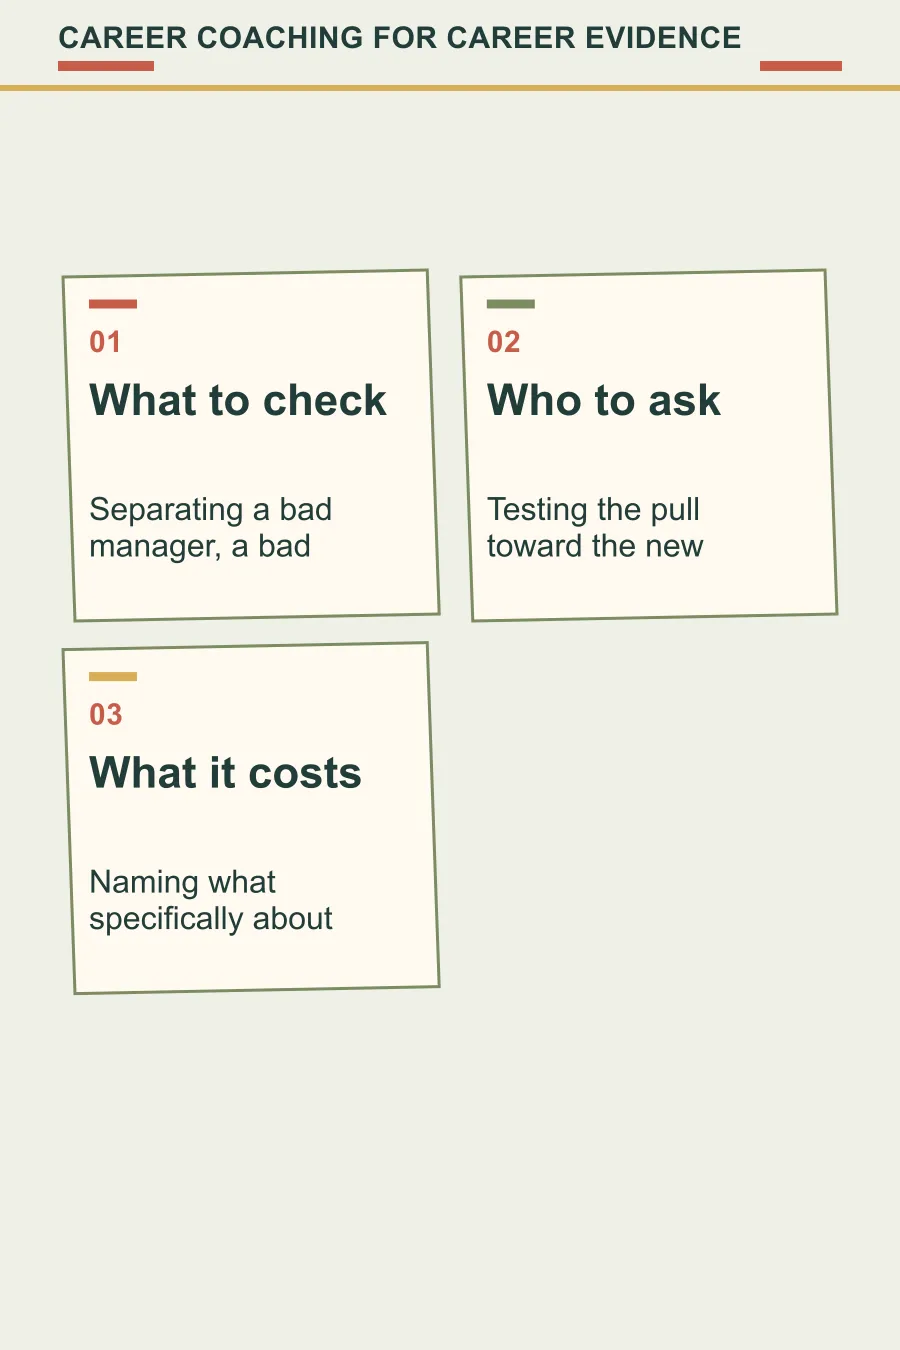 CAREER COACHING FOR CAREER EVIDENCE
01
What to check
Separating a bad
manager, a bad
02
Who to ask
Testing the pull
toward the new
03
What it costs
Naming what
specifically about